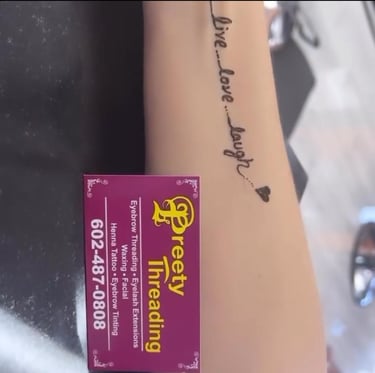 live...love...laugh
Preety
Threading
Eyebrow Threading • Eyelash Extensions
Waxing • Facial
Henna Tattoo • Eyebrow Tinting
602-487-0808